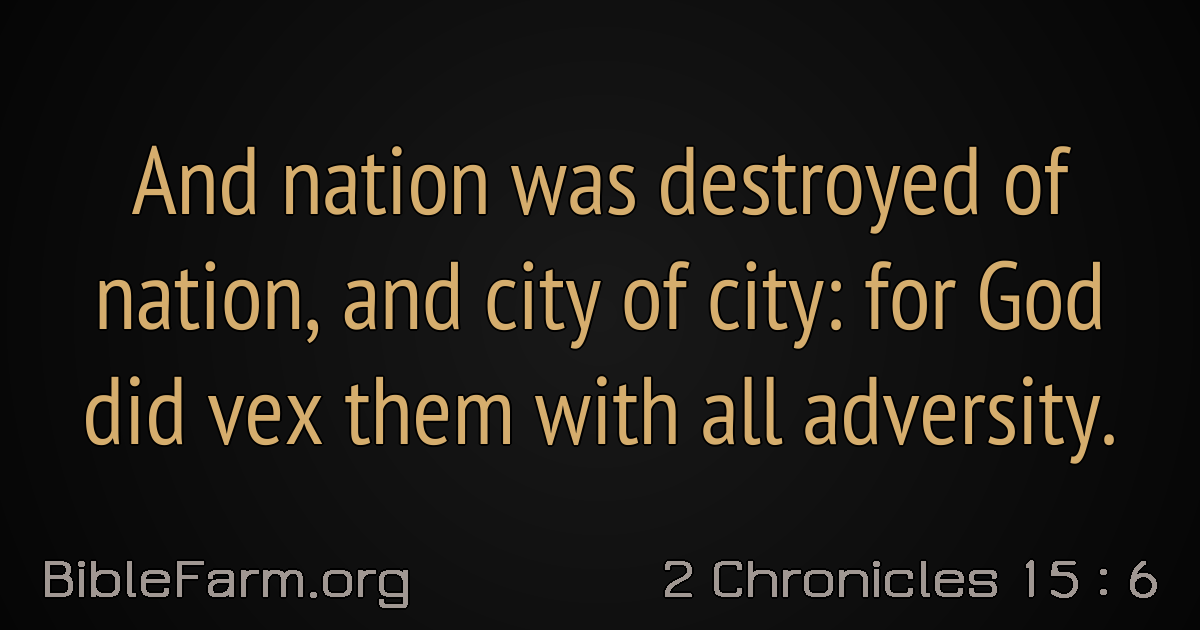 And nation was destroyed of
nation, and city of city: for God
did vex them with all adversity.
BibleFarm.org
2 Chronicles 15 : 6